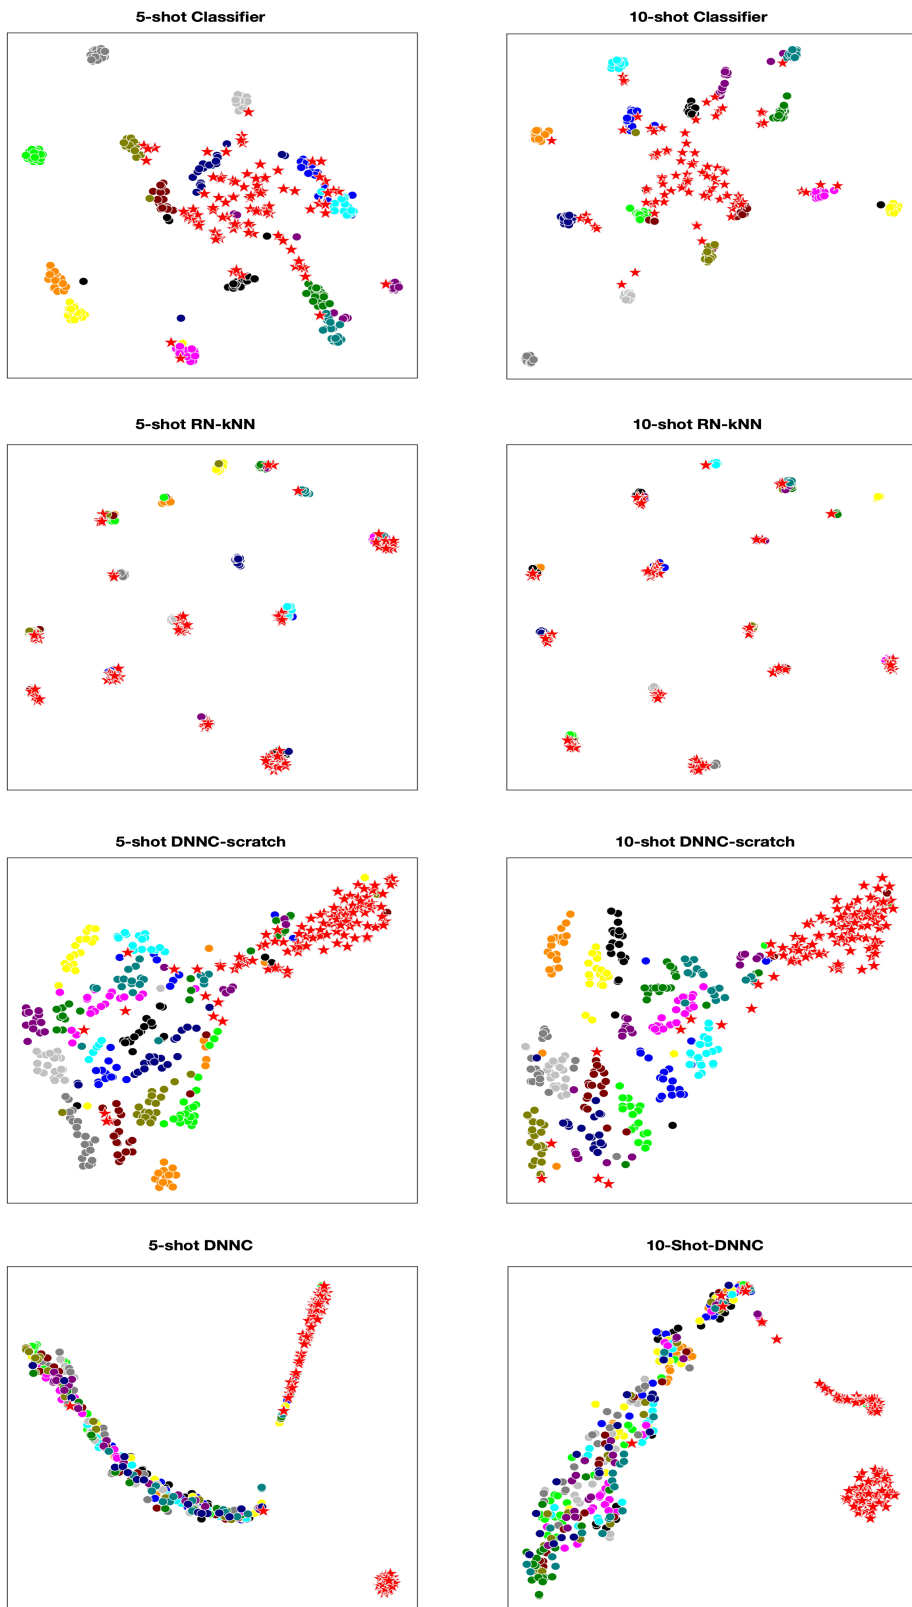 5-shot Classifier
10-shot Classifier
5-shot RN-kNN
10-shot RN-kNN
5-shot DNNC-scratch
10-shot DNNC-scratch
5-shot DNNC
10-Shot-DNNC